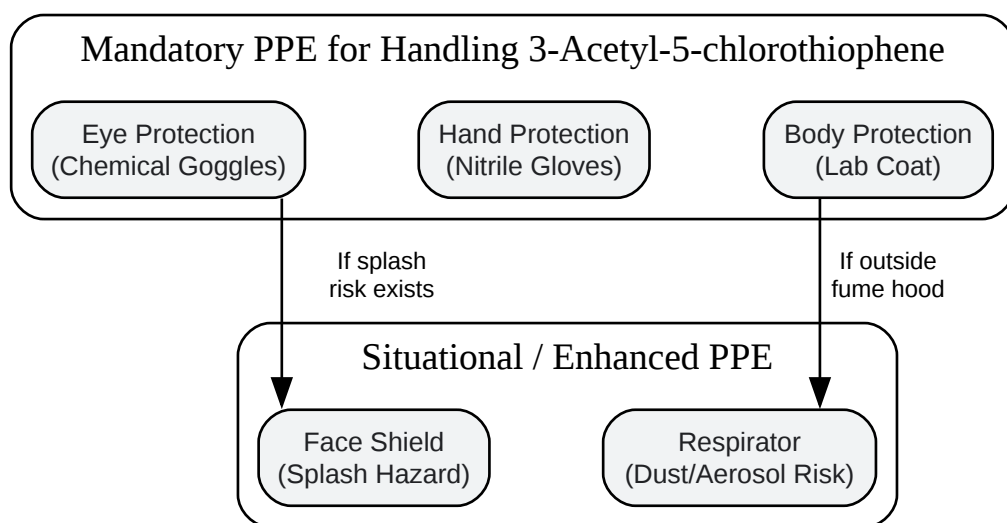 Mandatory PPE for Handling 3-Acetyl-5-chlorothiophene
Eye Protection
(Chemical Goggles)
Hand Protection
(Nitrile Gloves)
Body Protection
(Lab Coat)
If splash
risk exists
If outside
fume hood
Situational / Enhanced PPE
Face Shield
(Splash Hazard)
Respirator
(Dust/Aerosol Risk)